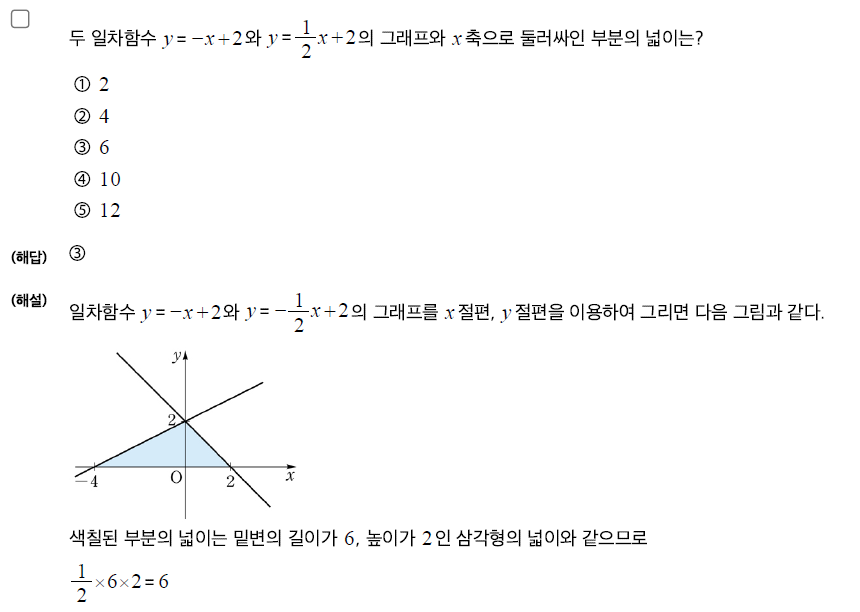 두 일차함수 y=-x+2와 y=\frac{1}{2}x+2의 그래프와 x축으로 둘러싸인 부분의 넓이는?
① 2
② 4
③ 6
④ 10
⑤ 12
(해답) ③
(해설) 일차함수 y=-x+2와 y=-\frac{1}{2}x+2의 그래프를 x절편, y절편을 이용하여 그리면 다음 그림과 같다.
y
2
-4 O 2 x
색칠된 부분의 넓이는 밑변의 길이가 6, 높이가 2인 삼각형의 넓이와 같으므로
\frac{1}{2}×6×2=6